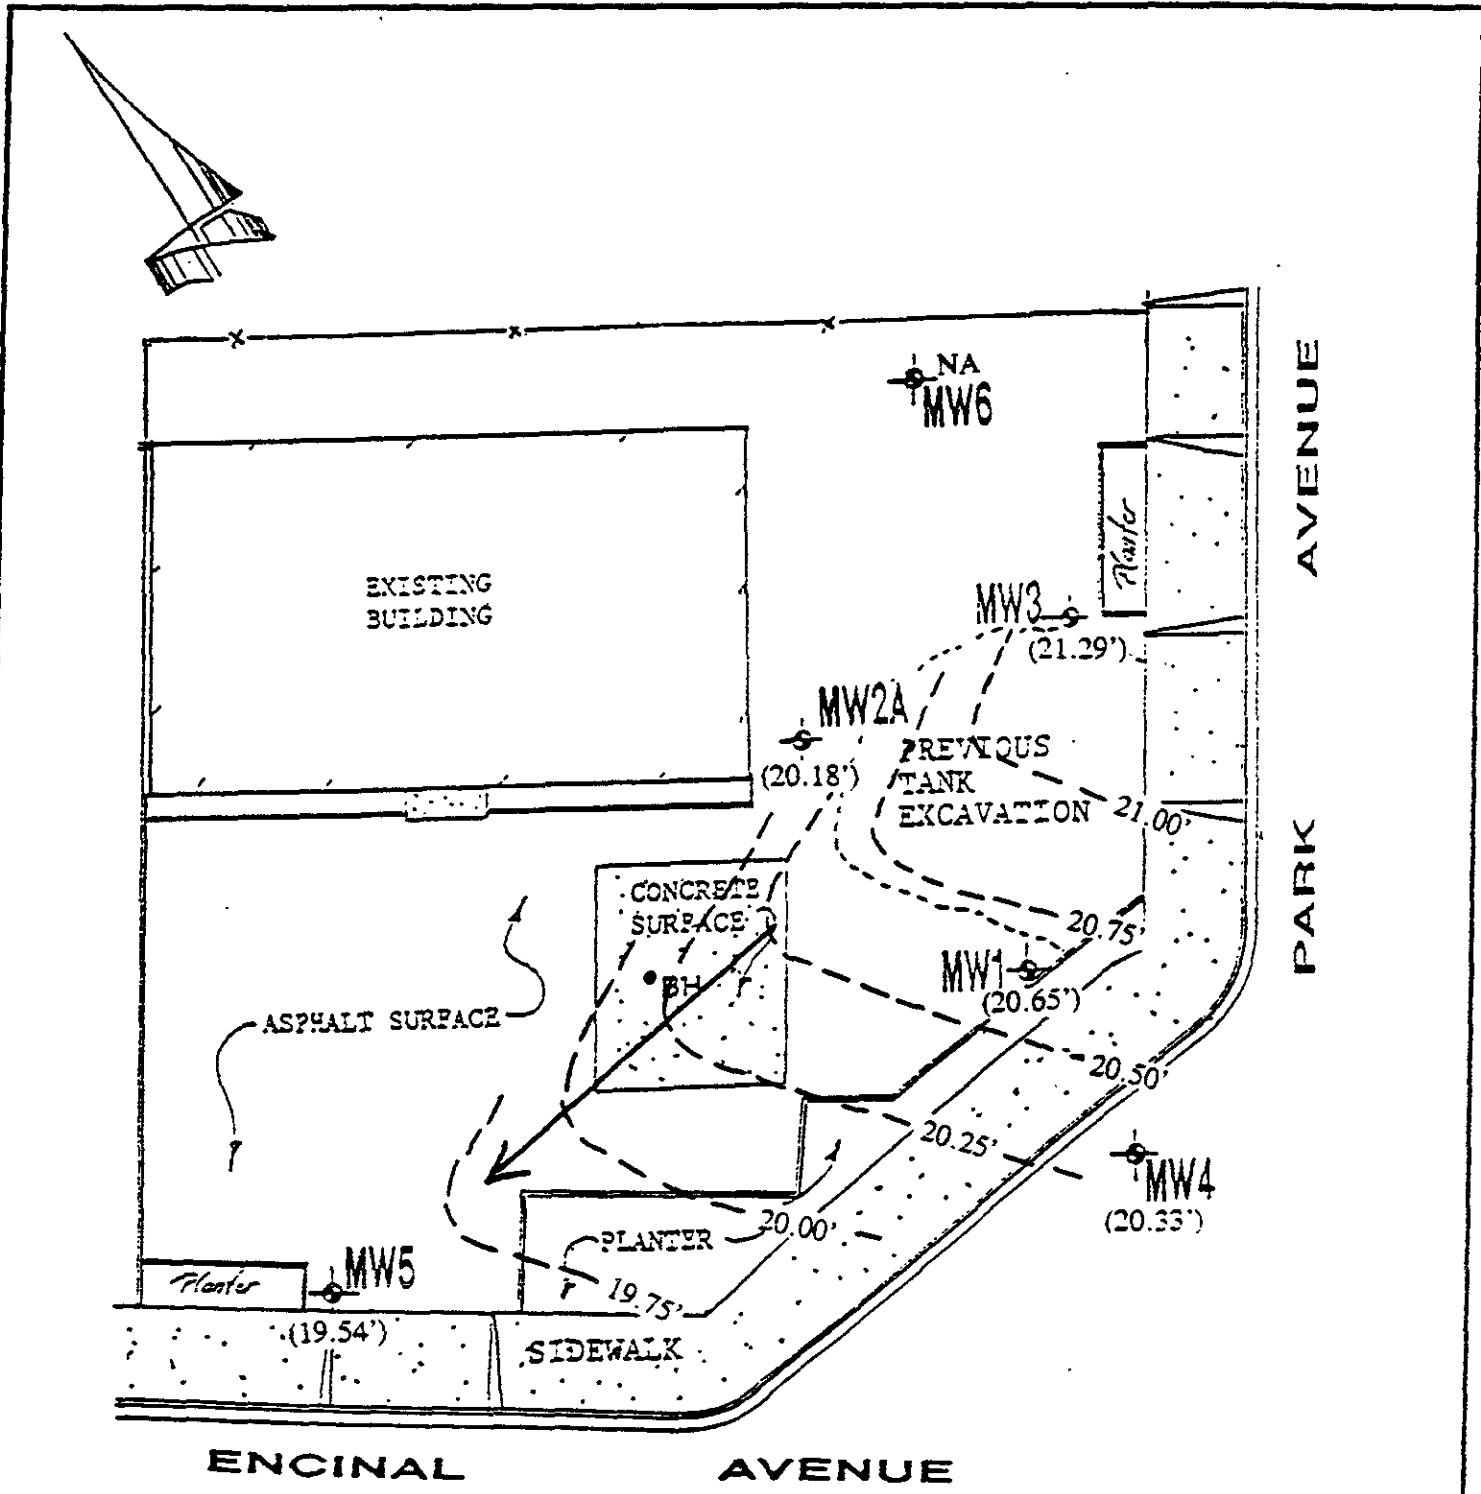 NA
MW6
AVENUE
Planter
EXISTING
BUILDING
MW3
(21.29')
MW2A
(20.18')
PREVIOUS
TANK
EXCAVATION
21.00'
PARK
CONCRETE
SURFACE
20.75'
BH
MW1
(20.65')
ASPHALT SURFACE
20.50'
20.25'
MW4
(20.33')
20.00'
PLANTER
MW5
Planter
19.75'
(19.54')
SIDEWALK
ENCINAL AVENUE